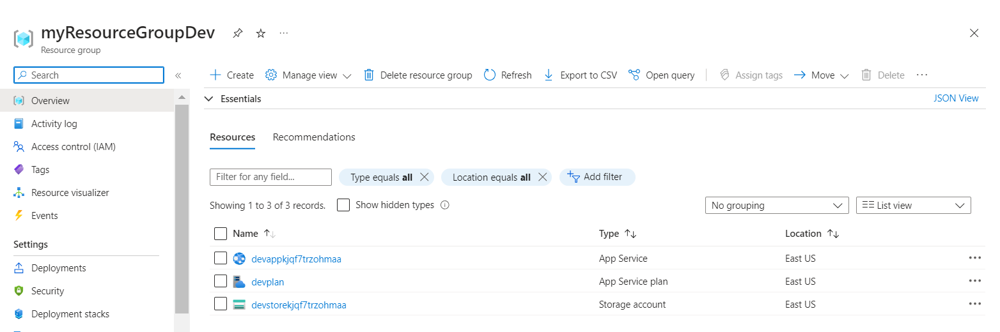 myResourceGroupDev
Resource group
Search
Overview
Activity log
Access control (IAM)
Tags
Resource visualizer
Events
Settings
Deployments
Security
Deployment stacks
Create Manage view Delete resource group Refresh Export to CSV Open query Assign tags Move Delete
Essentials JSON View
Resources Recommendations
Filter for any field... Type equals all Location equals all Add filter
Showing 1 to 3 of 3 records. Show hidden types No grouping List view
Name Type Location
devappkjqf7trzohmaa App Service East US
devplan App Service plan East US
devstorekjqf7trzohmaa Storage account East US